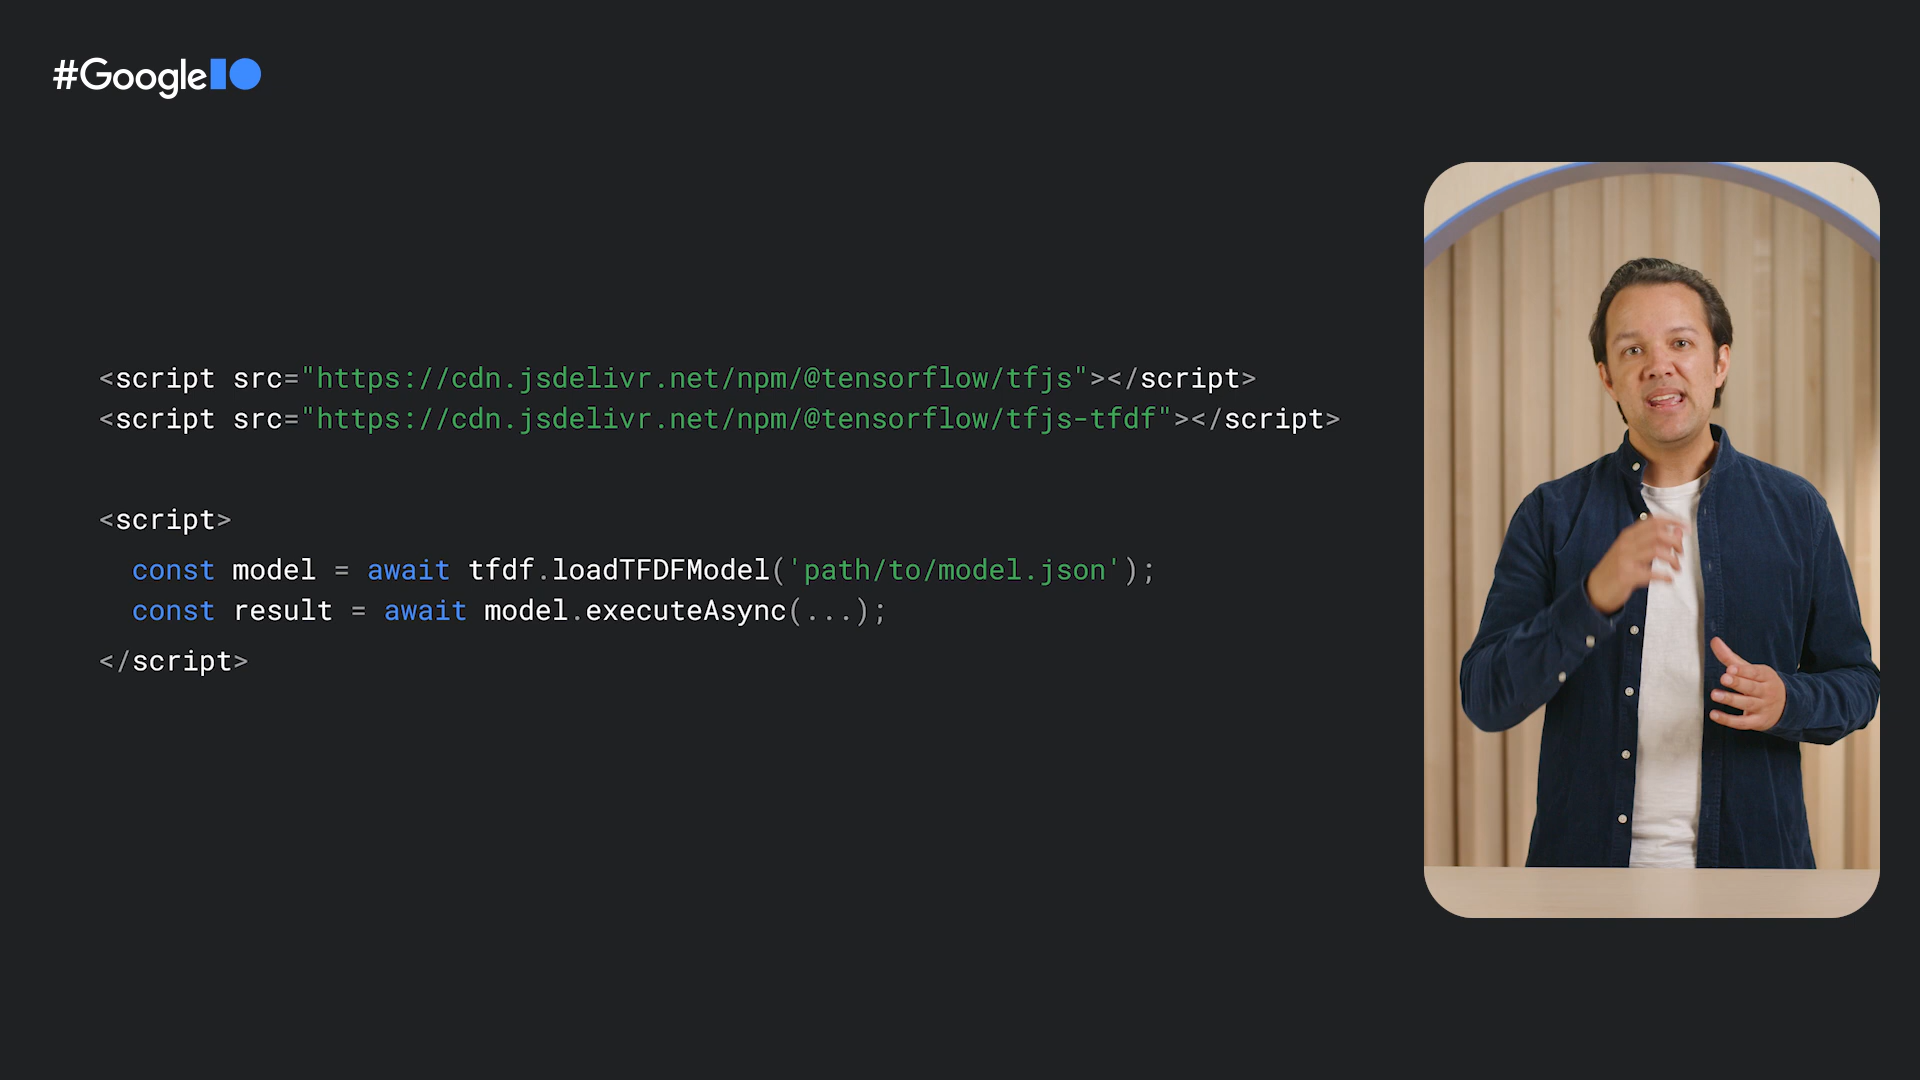 #GoogleIO
<script src="https://cdn.jsdelivr.net/npm/@tensorflow/tfjs"></script>
<script src="https://cdn.jsdelivr.net/npm/@tensorflow/tfjs-tfdf"></script>
<script>
const model = await tfdf.loadTFDFModel('path/to/model.json');
const result = await model.executeAsync(...);
</script>